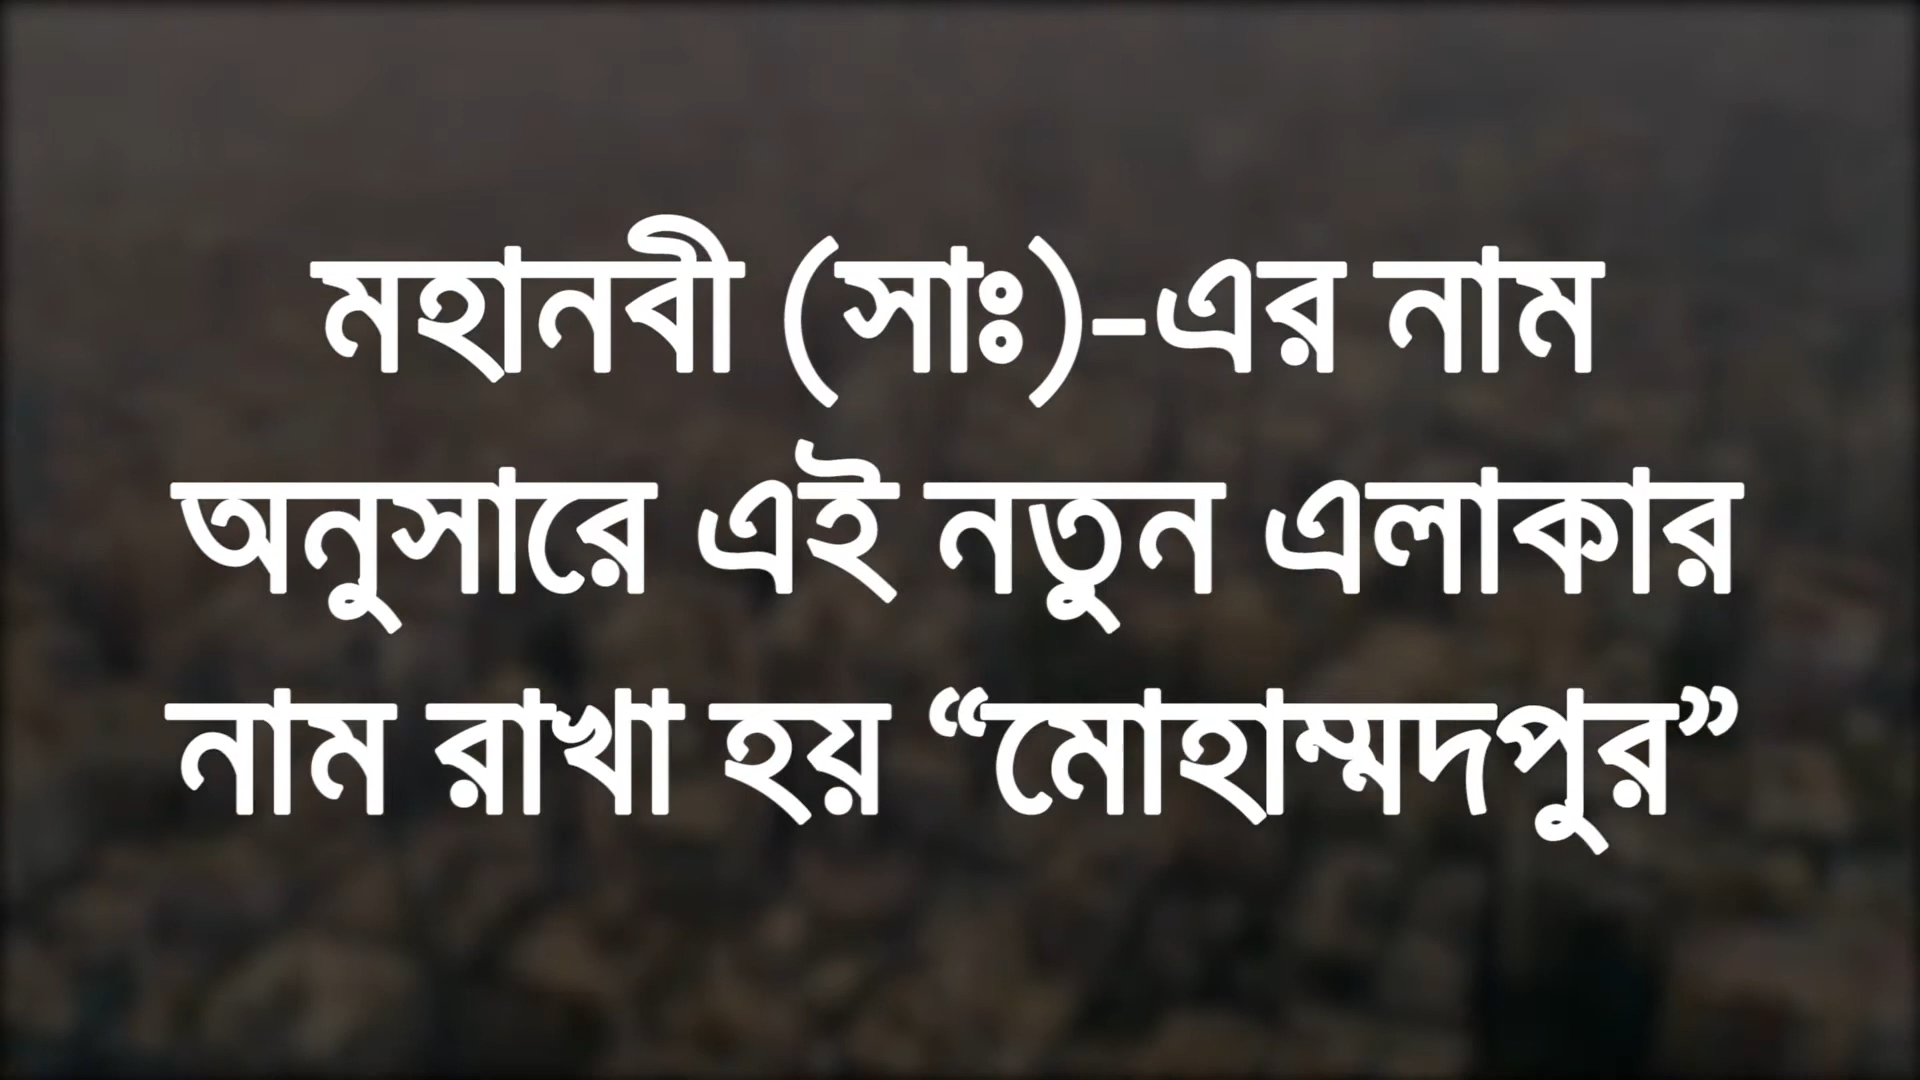 মহানবী (সাঃ)-এর নাম
অনুসারে এই নতুন এলাকার
নাম রাখা হয় “মোহাম্মদপুর”